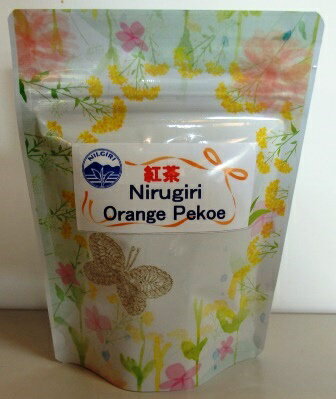 NILGIRI
紅茶
Nirugiri
Orange Pekoe